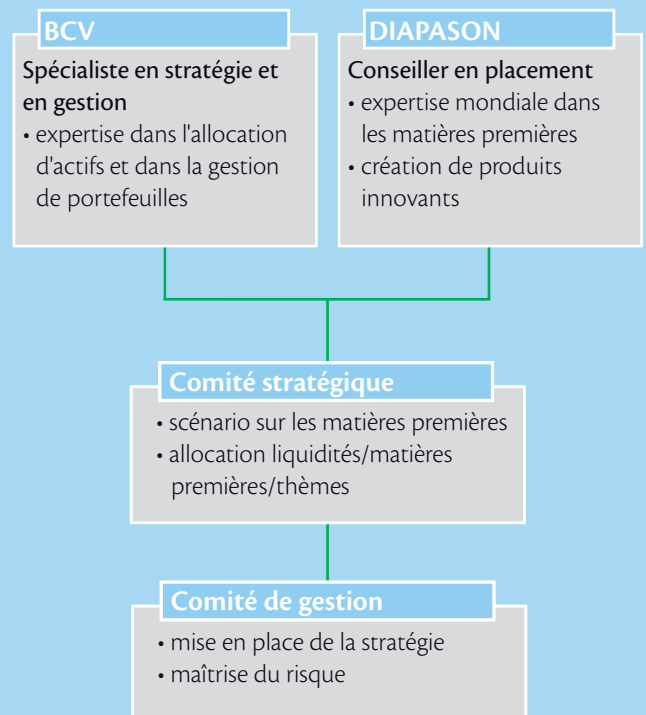 BCV
Spécialiste en stratégie et
en gestion
• expertise dans l'allocation
d'actifs et dans la gestion
de portefeuilles
DIAPASON
Conseiller en placement
• expertise mondiale dans
les matières premières
• création de produits
innovants
Comité stratégique
• scénario sur les matières premières
• allocation liquidités/matières
premières/thèmes
Comité de gestion
• mise en place de la stratégie
• maîtrise du risque